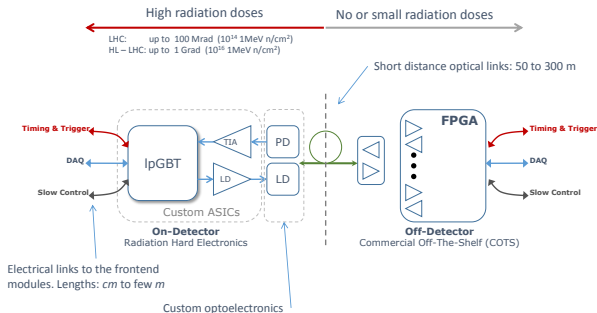 High radiation doses
No or small radiation doses
LHC: up to 100 Mrad (10¹⁴ 1MeV n/cm²)
HL – LHC: up to 1 Grad (10¹⁶ 1MeV n/cm²)
Short distance optical links: 50 to 300 m
FPGA
Timing & Trigger
DAQ
Slow Control
lpGBT
TIA
LD
PD
LD
Timing & Trigger
DAQ
Slow Control
Custom ASICs
On-Detector
Radiation Hard Electronics
Off-Detector
Commercial Off-The-Shelf (COTS)
Electrical links to the frontend
modules. Lengths: cm to few m
Custom optoelectronics